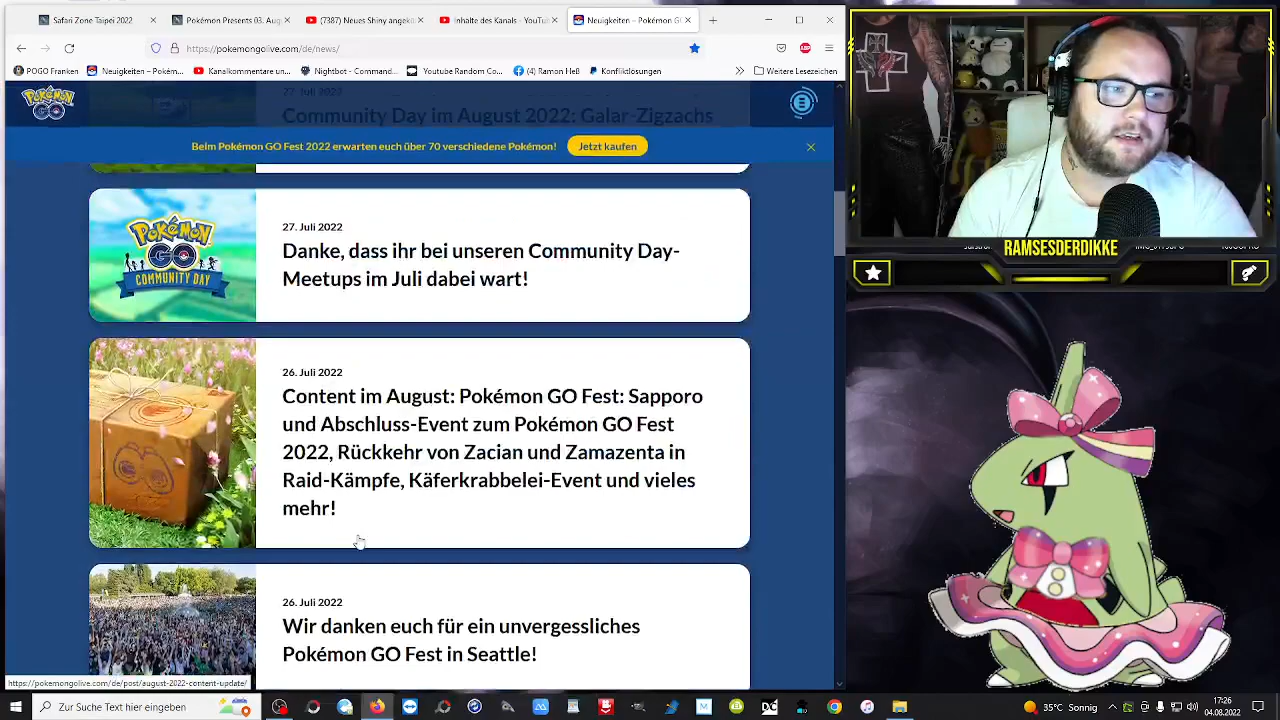 Safari Zone Taipei 2022
Pokémon Presents 03. Aug
(7387) Neues Shiny angekü
Inhalte des Kanals - YouTu
Neuigkeiten – Pokémon G
https://pokemongolive.com/de/news/
POGO Franken
Neuigkeiten – Pokém...
Kanalkommentare un...
Nightbot - Command...
Youtube Random Co...
(4) Ramon Heß
Konfliktlösungen
Weitere Lesezeichen
POKÉMON GO
Community Day im August 2022: Galar-Zigzachs
Beim Pokémon GO Fest 2022 erwarten euch über 70 verschiedene Pokémon!
Jetzt kaufen
POKÉMON
GO
COMMUNITY DAY
27. Juli 2022
Danke, dass ihr bei unseren Community Day-
Meetups im Juli dabei wart!
26. Juli 2022
Content im August: Pokémon GO Fest: Sapporo
und Abschluss-Event zum Pokémon GO Fest
2022, Rückkehr von Zacian und Zamazenta in
Raid-Kämpfe, Käferkrabbelei-Event und vieles
mehr!
26. Juli 2022
Wir danken euch für ein unvergessliches
Pokémon GO Fest in Seattle!
https://pokemongolive.com/de/post/august-2022-content-update/
RAMSESDERDIKKE
Zur Suche Text hier eingeben
35°C Sonnig
17:26
04.08.2022